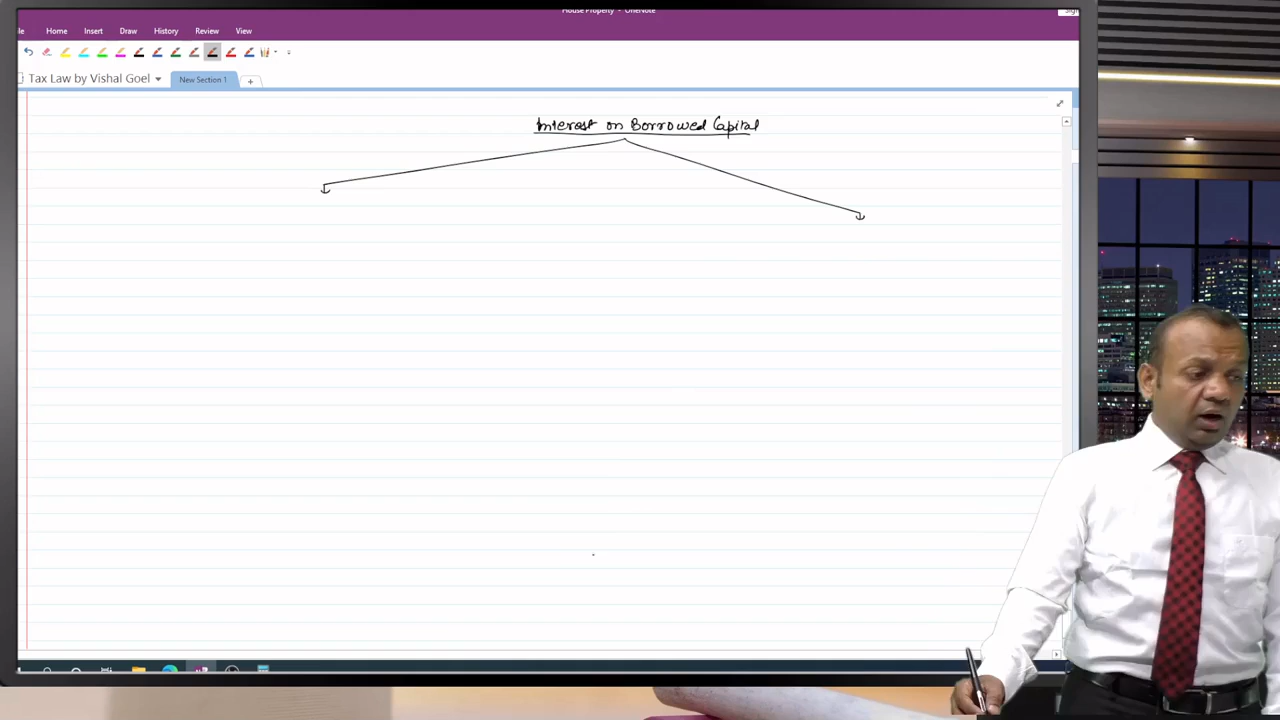 House Property - OneNote
Sign
Home Insert Draw History Review View
Tax Law by Vishal Goel
New Section 1
Interest on Borrowed Capital